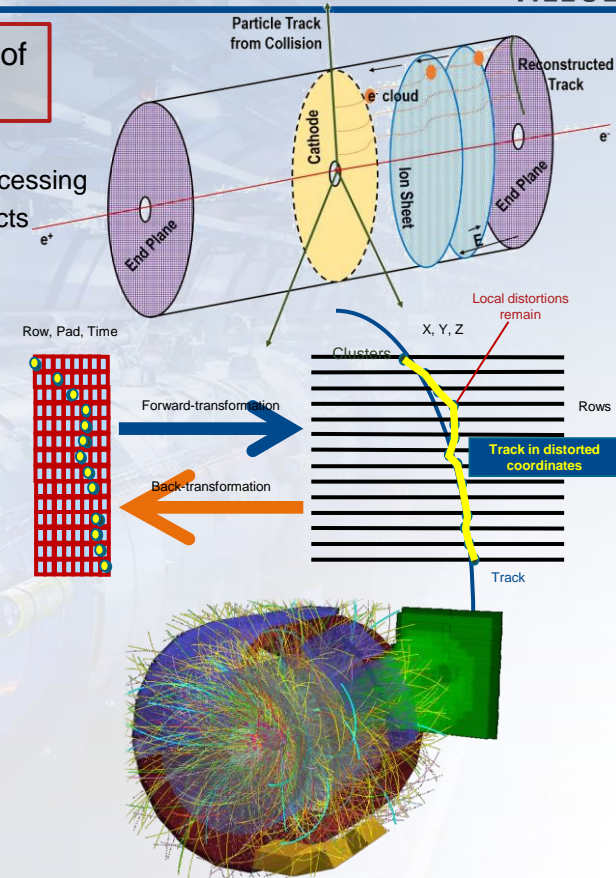 of
Particle Track
from Collision
cessing
cts
Cathode
e⁻ cloud
Ion Sheet
E
Reconstructed
Track
End Plane
End Plane
e⁻
e⁺
Row, Pad, Time
X, Y, Z
Local distortions
remain
Clusters
Rows
Forward-transformation
Track in distorted
coordinates
Back-transformation
Track